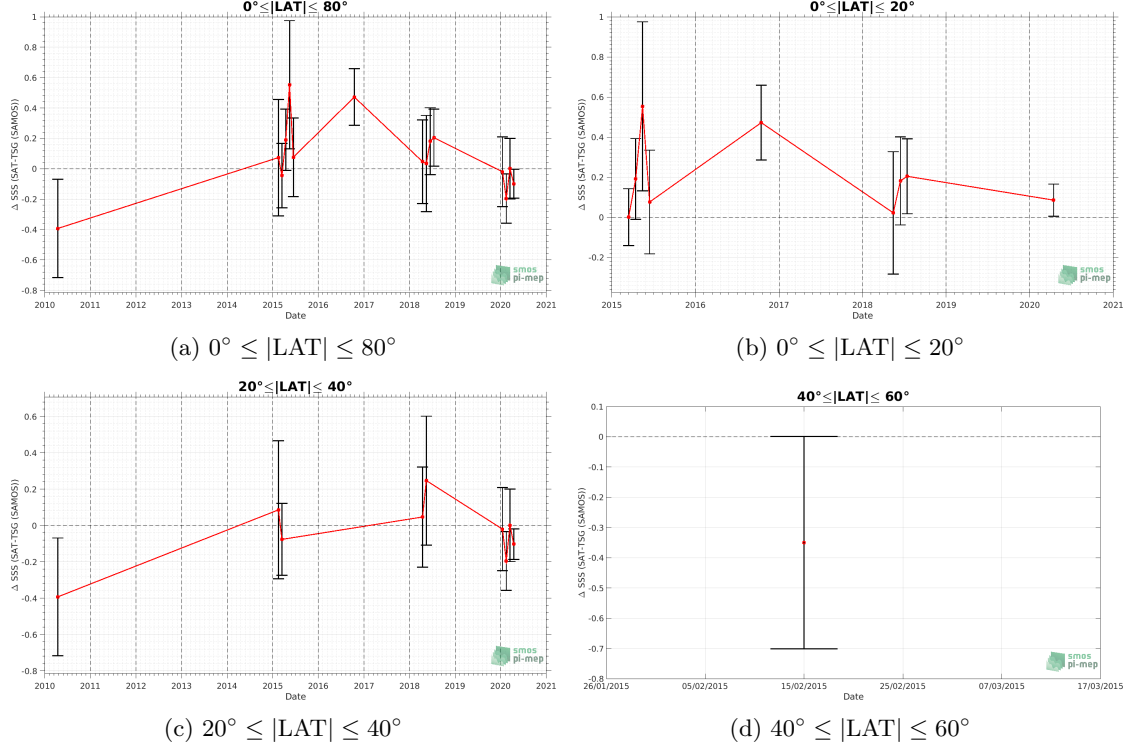 0°≤|LAT|≤ 80°
1
0.8
0.6
0.4
0.2
0
-0.2
-0.4
-0.6
-0.8
Δ SSS (SAT-TSG (SAMOS))
2010 2011 2012 2013 2014 2015 2016 2017 2018 2019 2020 2021
Date
smos
pi-mep
(a) 0° ≤ |LAT| ≤ 80°
0°≤|LAT|≤ 20°
1
0.8
0.6
0.4
0.2
0
-0.2
Δ SSS (SAT-TSG (SAMOS))
2015 2016 2017 2018 2019 2020 2021
Date
smos
pi-mep
(b) 0° ≤ |LAT| ≤ 20°
20°≤|LAT|≤ 40°
0.6
0.4
0.2
0
-0.2
-0.4
-0.6
-0.8
Δ SSS (SAT-TSG (SAMOS))
2010 2011 2012 2013 2014 2015 2016 2017 2018 2019 2020 2021
Date
smos
pi-mep
(c) 20° ≤ |LAT| ≤ 40°
40°≤|LAT|≤ 60°
0.1
0
-0.1
-0.2
-0.3
-0.4
-0.5
-0.6
-0.7
-0.8
Δ SSS (SAT-TSG (SAMOS))
26/01/2015 05/02/2015 15/02/2015 25/02/2015 07/03/2015 17/03/2015
Date
smos
pi-mep
(d) 40° ≤ |LAT| ≤ 60°